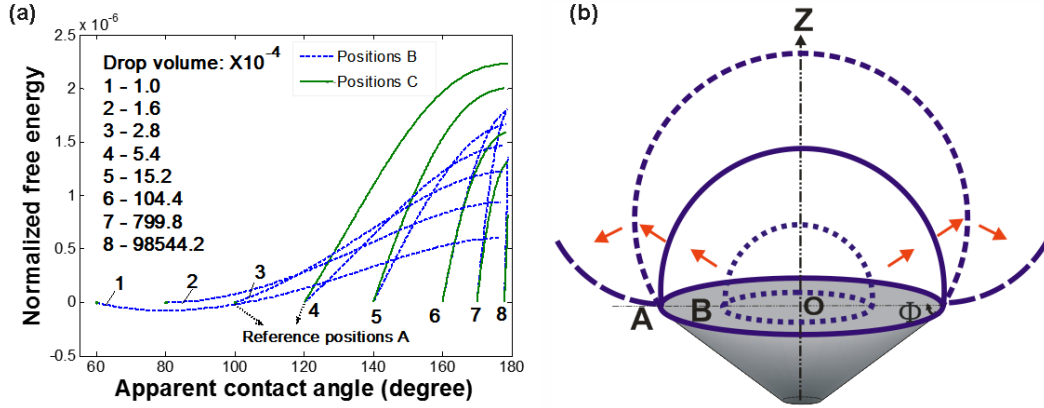 (a)
x 10⁻⁶
2.5
2
1.5
1
0.5
0
-0.5
Normalized free energy
Drop volume: X10⁻⁴
1 - 1.0
2 - 1.6
3 - 2.8
4 - 5.4
5 - 15.2
6 - 104.4
7 - 799.8
8 - 98544.2
Positions B
Positions C
1
2
3
4
5
6
7
8
Reference positions A
60
80
100
120
140
160
180
Apparent contact angle (degree)
(b)
Z
A
B
O
Φ